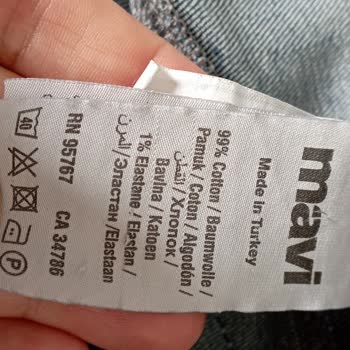 mavi
Made in Turkey
99% Cotton / Baumwolle /
Pamuk / Coton / Algodón /
القطن / Хлопок /
Bavlna / Katoen
1% Elastane / Elastan /
المرن / Эластан / Elastaan
RN 95767 CA 34786
40
P